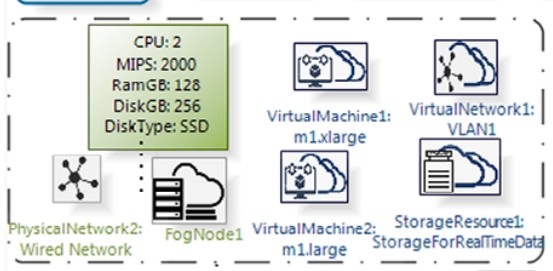 CPU: 2
MIPS: 2000
RamGB: 128
DiskGB: 256
DiskType: SSD
VirtualMachine1:
m1.xlarge
VirtualNetwork1:
VLAN1
PhysicalNetwork2:
Wired Network
FogNode1
VirtualMachine2:
m1.large
StorageResource1:
StorageForRealTimeData